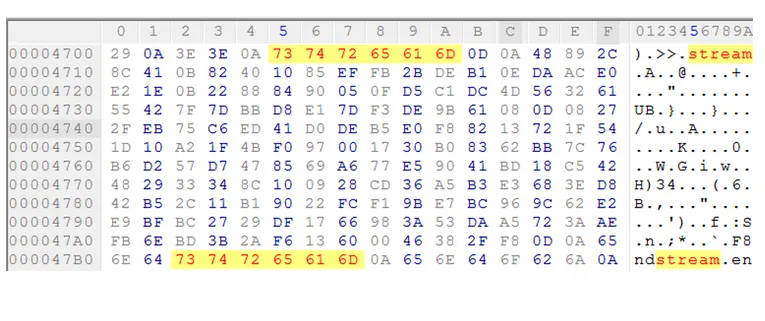 0 1 2 3 4 5 6 7 8 9 A B C D E F 0123456789A
00004700 29 0A 3E 3E 0A 73 74 72 65 61 6D 0D 0A 48 89 2C ).>>.stream
00004710 8C 41 0B 82 40 10 85 EF FB 2B DE B1 0E DA AC E0 .A..@....+.
00004720 E2 1E 0B 22 88 84 90 05 0F D5 C1 DC 4D 56 32 61 ...".......
00004730 55 42 7F 7D BB D8 E1 7D F3 DE 9B 61 08 0D 08 27 UB.}...}...
00004740 2F EB 75 C6 ED 41 D0 DE B5 E0 F8 82 13 72 1F 54 /.u..A.....
00004750 1D 10 A2 1F 4B F0 97 00 17 30 B0 83 62 BB 7C 76 ....K....0.
00004760 B6 D2 57 D7 47 85 69 A6 77 E5 90 41 BD 18 C5 42 ..W.G.i.w..
00004770 48 29 33 34 8C 10 09 28 CD 36 A5 B3 E3 68 3E D8 H)34...(.6.
00004780 42 B5 2C 11 B1 90 22 FC F1 9B E7 BC 96 9C 62 E2 B.,..."....
00004790 E9 BF BC 27 29 DF 17 66 98 3A 53 DA A5 72 3A AE ...')..f.:S
000047A0 FB 6E BD 3B 2A F6 13 60 00 46 38 2F F8 0D 0A 65 .n.;*..`.F8
000047B0 6E 64 73 74 72 65 61 6D 0A 65 6E 64 6F 62 6A 0A ndstream.en